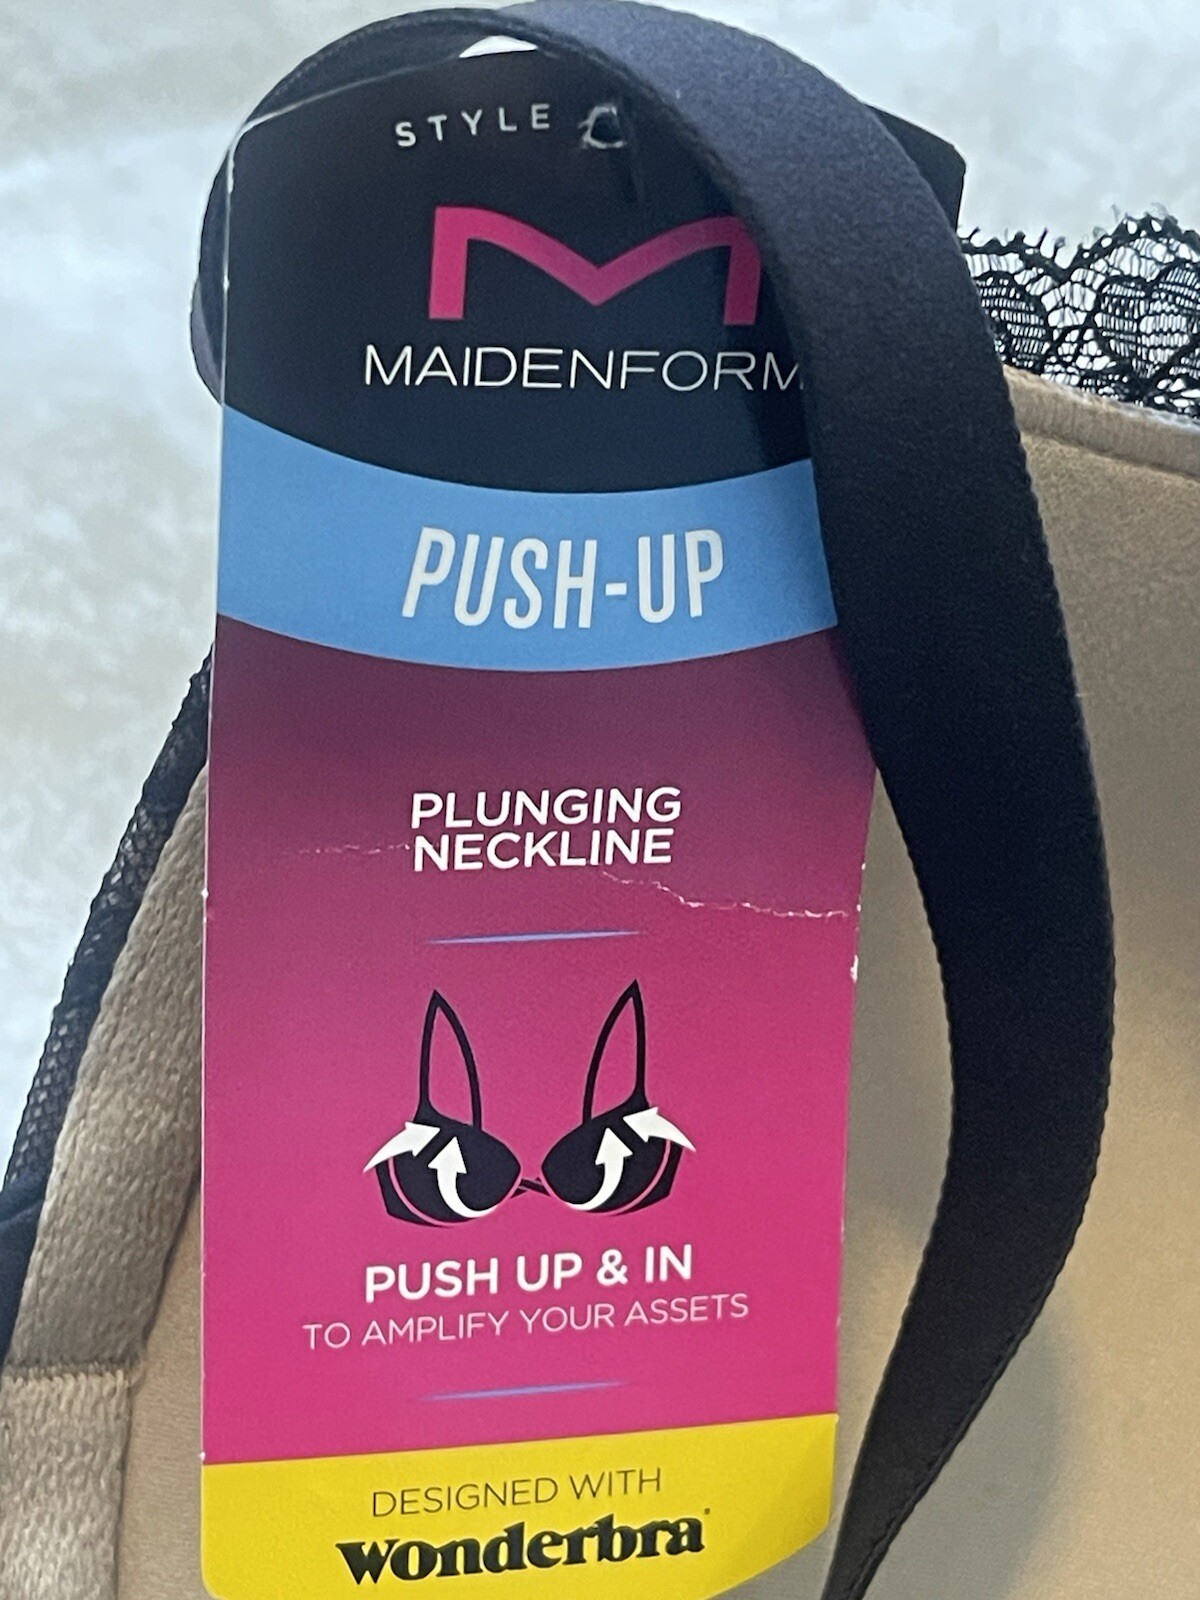 STYLE
MAIDENFORM
PUSH-UP
PLUNGING
NECKLINE
PUSH UP & IN
TO AMPLIFY YOUR ASSETS
DESIGNED WITH
wonderbra